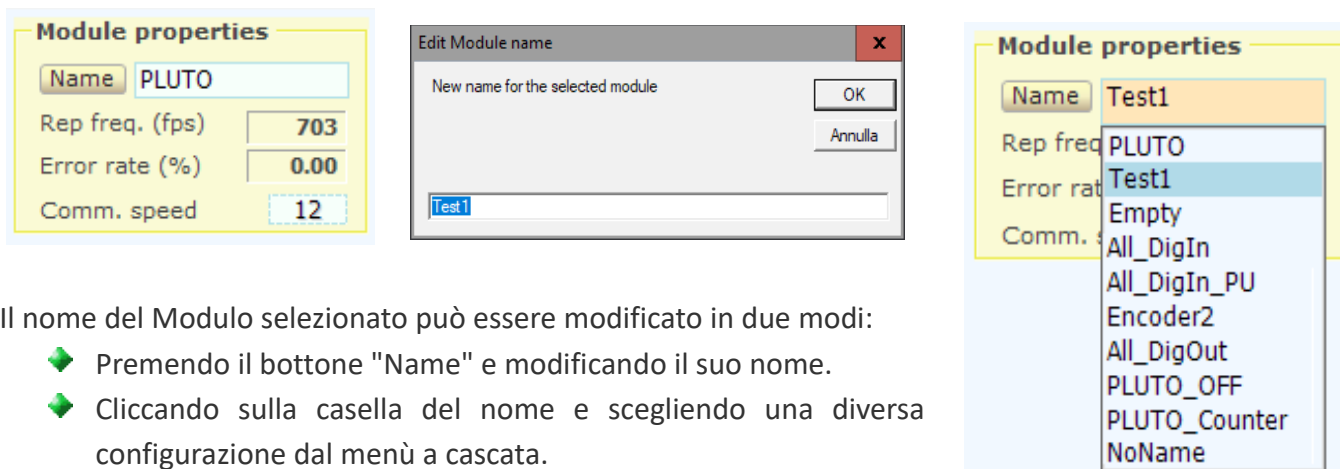 Module properties
Name PLUTO
Rep freq. (fps) 703
Error rate (%) 0.00
Comm. speed 12
Edit Module name x
New name for the selected module
OK
Annulla
Test1
Module properties
Name Test1
Rep freq PLUTO
Error rat Test1
Empty
Comm. s All_DigIn
All_DigIn_PU
Encoder2
All_DigOut
PLUTO_OFF
PLUTO_Counter
NoName
Il nome del Modulo selezionato può essere modificato in due modi:
Premendo il bottone "Name" e modificando il suo nome.
Cliccando sulla casella del nome e scegliendo una diversa
configurazione dal menù a cascata.